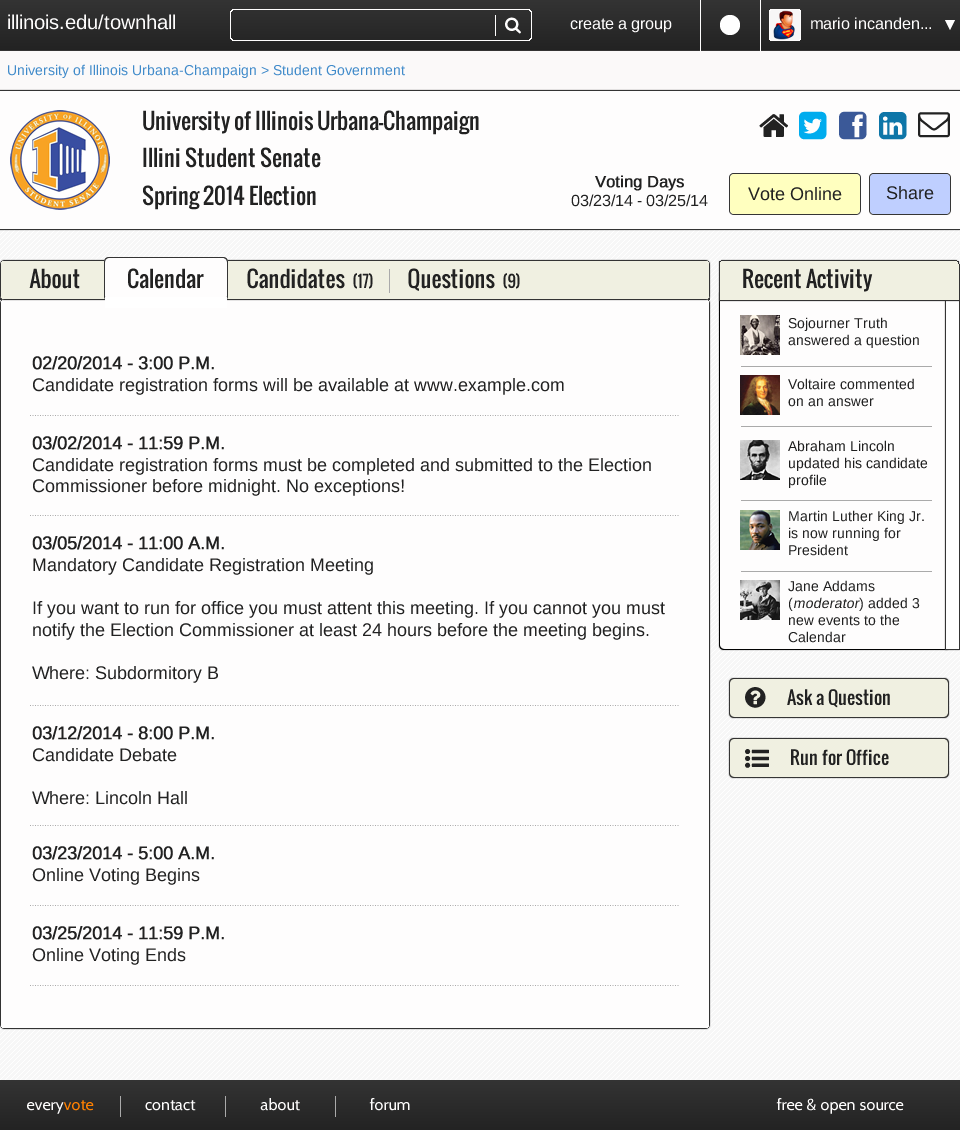 illinois.edu/townhall
create a group
mario incanden... ▼
University of Illinois Urbana-Champaign > Student Government
UNIVERSITY OF ILLINOIS
STUDENT SENATE
University of Illinois Urbana-Champaign
Illini Student Senate
Spring 2014 Election
Voting Days
03/23/14 - 03/25/14
Vote Online
Share
About
Calendar
Candidates (17)
Questions (9)
02/20/2014 - 3:00 P.M.
Candidate registration forms will be available at www.example.com
03/02/2014 - 11:59 P.M.
Candidate registration forms must be completed and submitted to the Election
Commissioner before midnight. No exceptions!
03/05/2014 - 11:00 A.M.
Mandatory Candidate Registration Meeting
If you want to run for office you must attent this meeting. If you cannot you must
notify the Election Commissioner at least 24 hours before the meeting begins.
Where: Subdormitory B
03/12/2014 - 8:00 P.M.
Candidate Debate
Where: Lincoln Hall
03/23/2014 - 5:00 A.M.
Online Voting Begins
03/25/2014 - 11:59 P.M.
Online Voting Ends
Recent Activity
Sojourner Truth
answered a question
Voltaire commented
on an answer
Abraham Lincoln
updated his candidate
profile
Martin Luther King Jr.
is now running for
President
Jane Addams
(moderator) added 3
new events to the
Calendar
Ask a Question
Run for Office
everyvote
contact
about
forum
free & open source